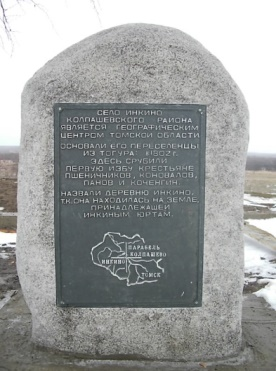 СЕЛО ИНКИНО
КОЛПАШЕВСКОГО РАЙОНА
ЯВЛЯЕТСЯ ГЕОГРАФИЧЕСКИМ
ЦЕНТРОМ ТОМСКОЙ ОБЛАСТИ
ОСНОВАЛИ ЕГО ПЕРЕСЕЛЕНЦЫ
ИЗ ТОГУРА В 1802 Г.
ЗДЕСЬ СРУБИЛИ
ПЕРВУЮ ИЗБУ КРЕСТЬЯНЕ
ПШЕНИЧНИКОВ, КОНОВАЛОВ,
ПАНОВ И КОЧЕНГИН.
НАЗВАЛИ ДЕРЕВНЮ ИНКИНО,
Т.К. ОНА НАХОДИЛАСЬ НА ЗЕМЛЕ,
ПРИНАДЛЕЖАЩЕЙ
ИНКИНЫМ ЮРТАМ.
ПАРАБЕЛЬ
КОЛПАШЕВО
ИНКИНО
ТОМСК